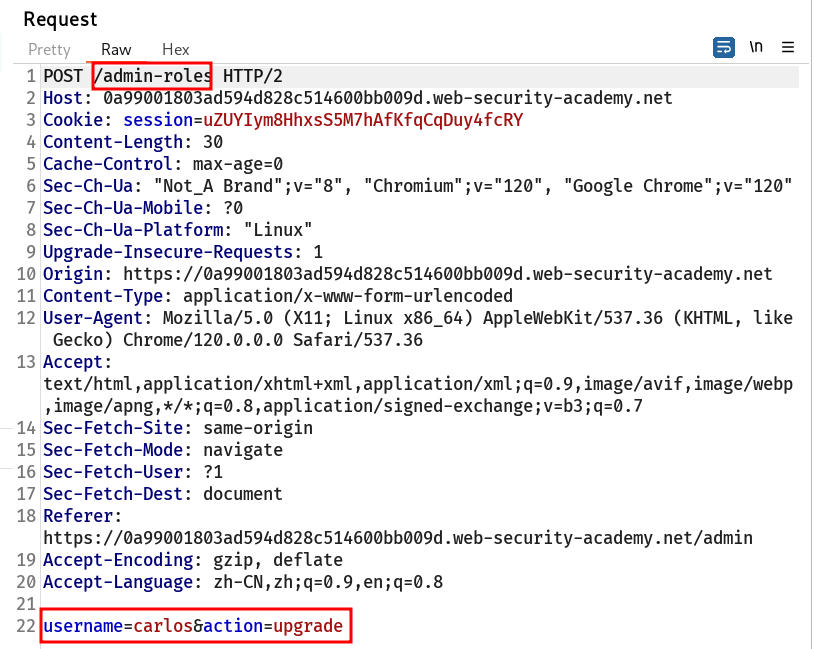 Request
Pretty Raw Hex \n
1 POST /admin-roles HTTP/2
2 Host: 0a99001803ad594d828c514600bb009d.web-security-academy.net
3 Cookie: session=uZUYIym8HhxsS5M7hAfKfqCqDuy4fcRY
4 Content-Length: 30
5 Cache-Control: max-age=0
6 Sec-Ch-Ua: "Not_A Brand";v="8", "Chromium";v="120", "Google Chrome";v="120"
7 Sec-Ch-Ua-Mobile: ?0
8 Sec-Ch-Ua-Platform: "Linux"
9 Upgrade-Insecure-Requests: 1
10 Origin: https://0a99001803ad594d828c514600bb009d.web-security-academy.net
11 Content-Type: application/x-www-form-urlencoded
12 User-Agent: Mozilla/5.0 (X11; Linux x86_64) AppleWebKit/537.36 (KHTML, like
Gecko) Chrome/120.0.0.0 Safari/537.36
13 Accept:
text/html,application/xhtml+xml,application/xml;q=0.9,image/avif,image/webp
,image/apng,*/*;q=0.8,application/signed-exchange;v=b3;q=0.7
14 Sec-Fetch-Site: same-origin
15 Sec-Fetch-Mode: navigate
16 Sec-Fetch-User: ?1
17 Sec-Fetch-Dest: document
18 Referer:
https://0a99001803ad594d828c514600bb009d.web-security-academy.net/admin
19 Accept-Encoding: gzip, deflate
20 Accept-Language: zh-CN,zh;q=0.9,en;q=0.8
21
22 username=carlos&action=upgrade